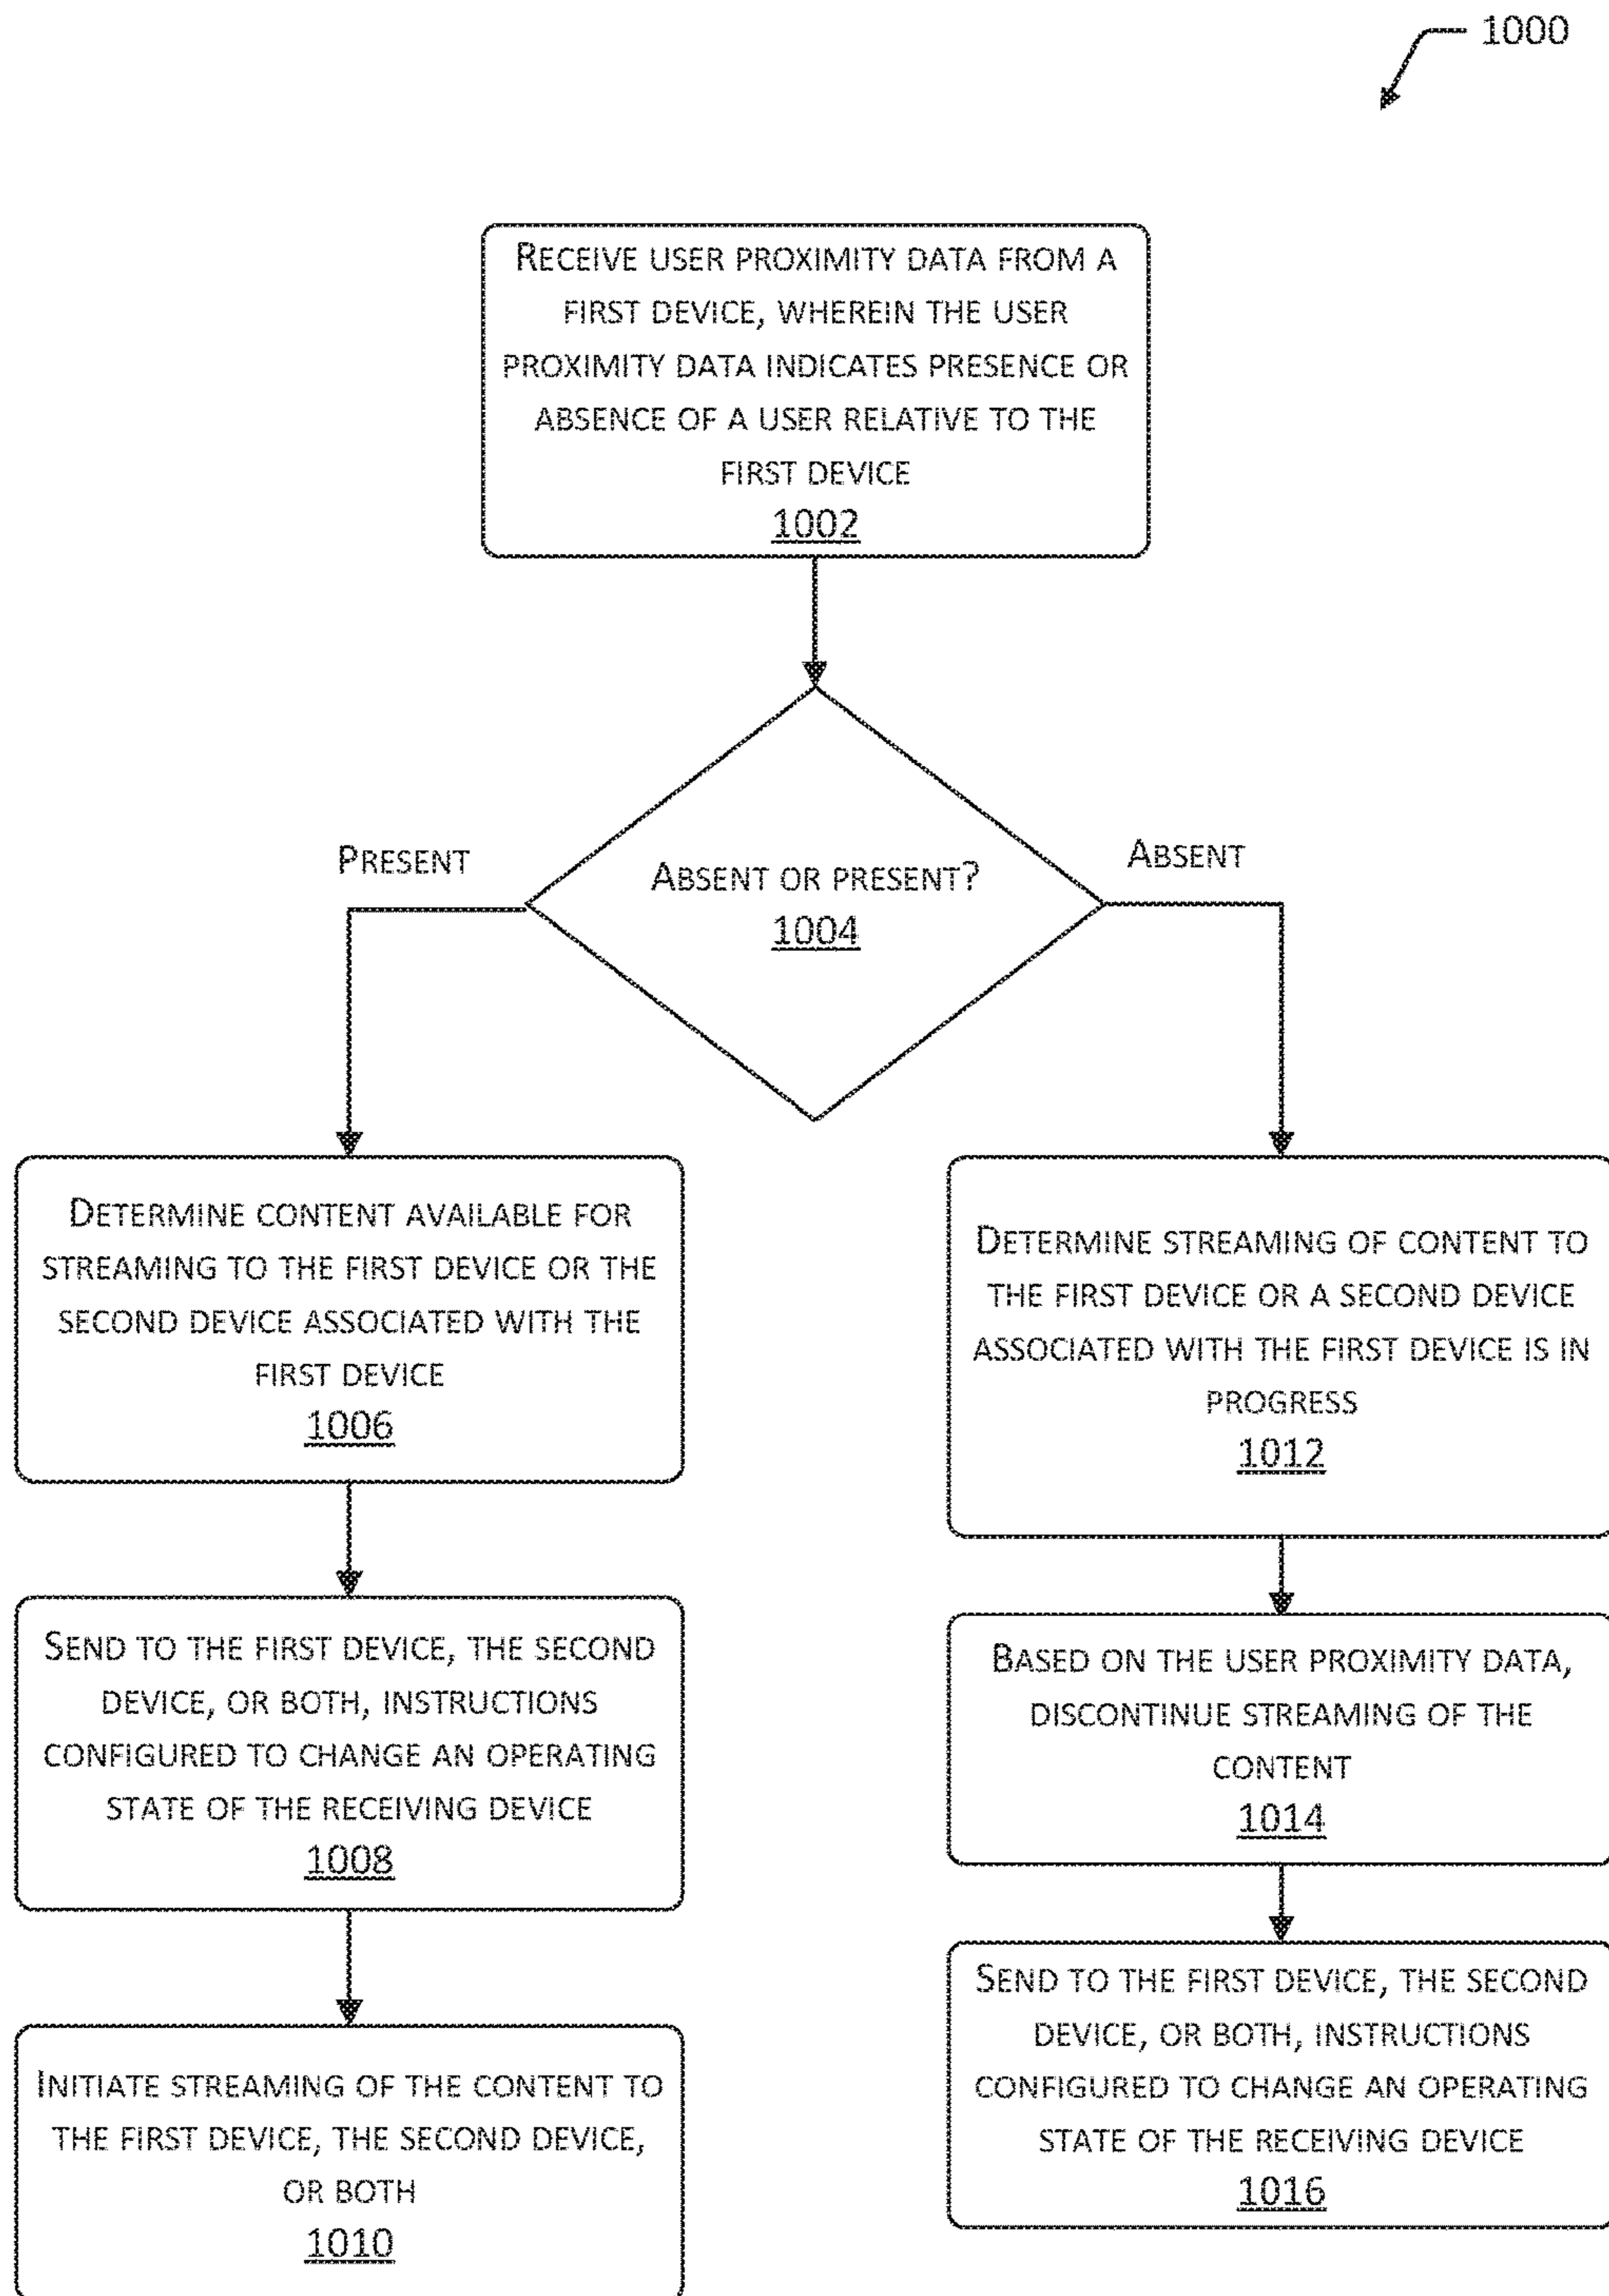 1000
RECEIVE USER PROXIMITY DATA FROM A
FIRST DEVICE, WHEREIN THE USER
PROXIMITY DATA INDICATES PRESENCE OR
ABSENCE OF A USER RELATIVE TO THE
FIRST DEVICE
1002
ABSENT OR PRESENT?
1004
PRESENT
ABSENT
DETERMINE CONTENT AVAILABLE FOR
STREAMING TO THE FIRST DEVICE OR THE
SECOND DEVICE ASSOCIATED WITH THE
FIRST DEVICE
1006
SEND TO THE FIRST DEVICE, THE SECOND
DEVICE, OR BOTH, INSTRUCTIONS
CONFIGURED TO CHANGE AN OPERATING
STATE OF THE RECEIVING DEVICE
1008
INITIATE STREAMING OF THE CONTENT TO
THE FIRST DEVICE, THE SECOND DEVICE,
OR BOTH
1010
DETERMINE STREAMING OF CONTENT TO
THE FIRST DEVICE OR A SECOND DEVICE
ASSOCIATED WITH THE FIRST DEVICE IS IN
PROGRESS
1012
BASED ON THE USER PROXIMITY DATA,
DISCONTINUE STREAMING OF THE
CONTENT
1014
SEND TO THE FIRST DEVICE, THE SECOND
DEVICE, OR BOTH, INSTRUCTIONS
CONFIGURED TO CHANGE AN OPERATING
STATE OF THE RECEIVING DEVICE
1016